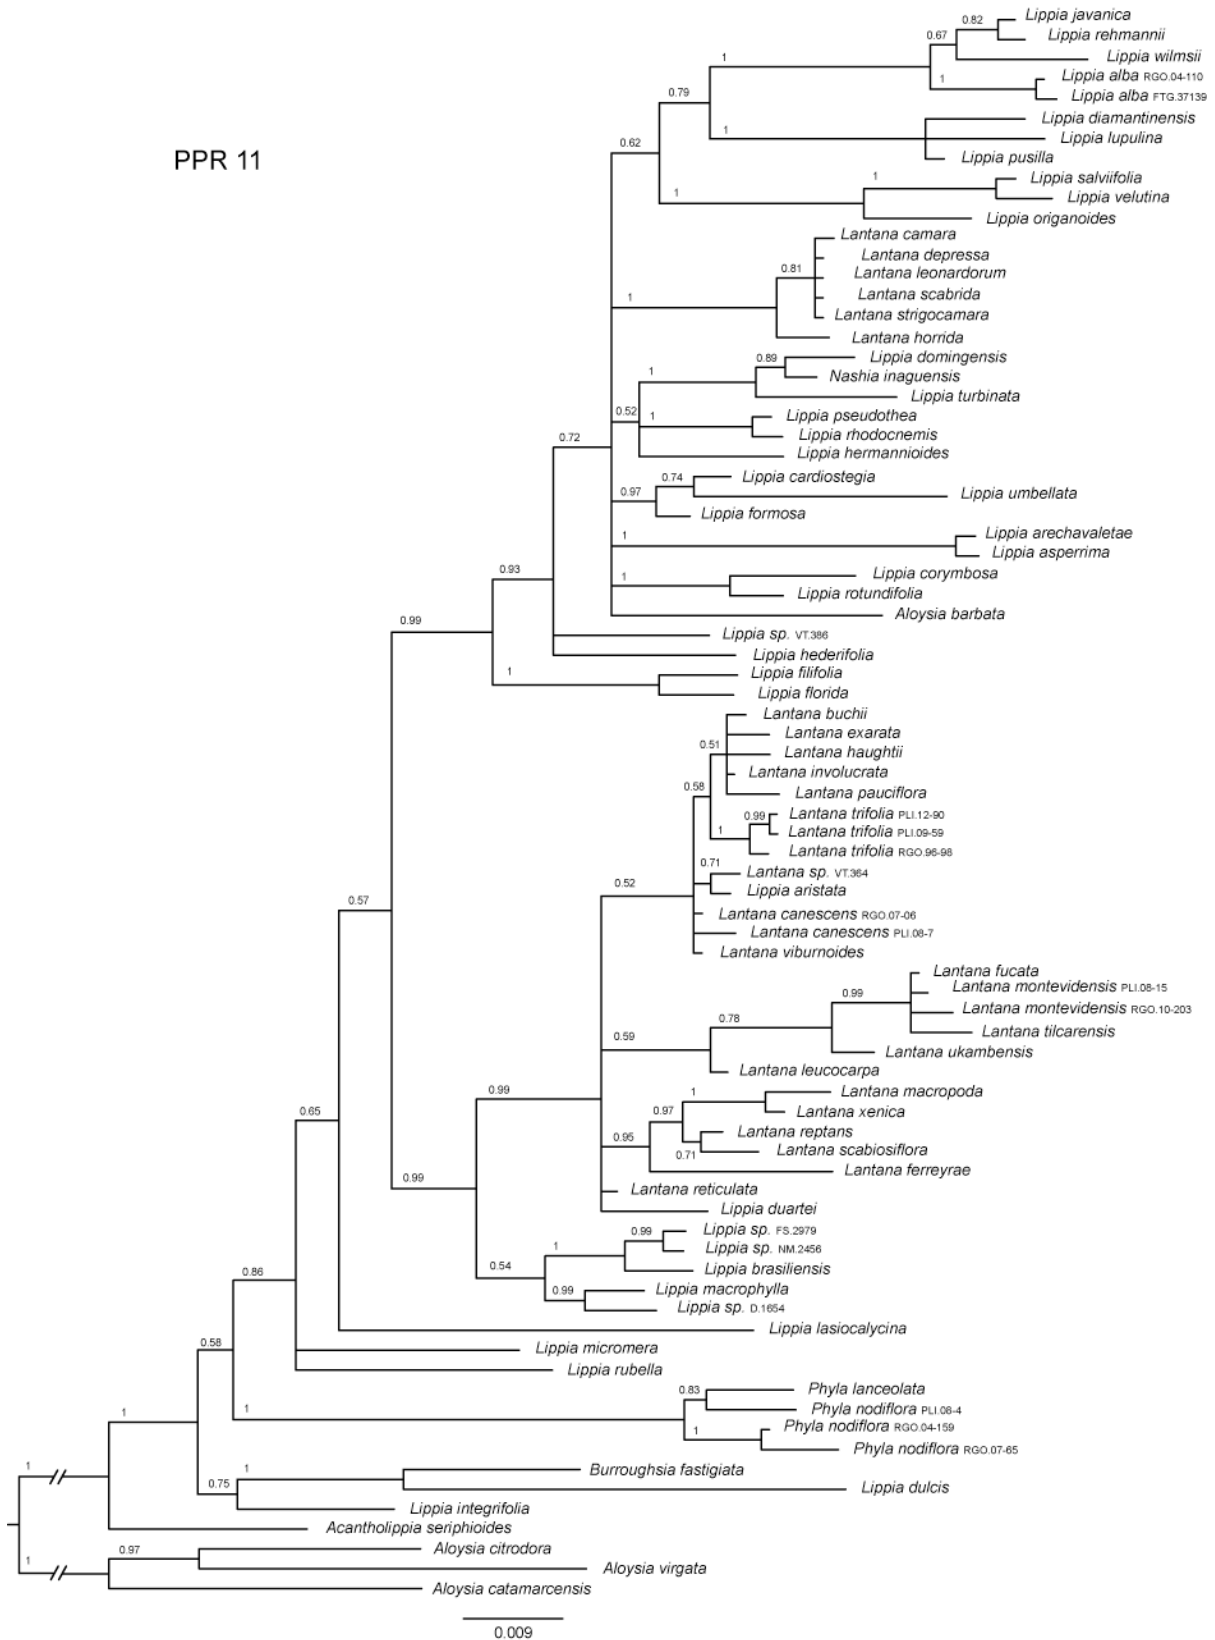 0.82 Lippia javanica
Lippia rehmannii
0.67
Lippia wilmsii
1
1 Lippia alba RGO.04-110
Lippia alba FTG.37139
0.79
Lippia diamantinensis
1 Lippia lupulina
0.62
PPR 11 Lippia pusilla
1 Lippia salviifolia
1 Lippia velutina
Lippia origanoides
Lantana camara
Lantana depressa
0.81 Lantana leonardorum
1 Lantana scabrida
Lantana strigocamara
Lantana horrida
0.89 Lippia domingensis
1 Nashia inaguensis
Lippia turbinata
0.52 1 Lippia pseudothea
Lippia rhodocnemis
0.72
Lippia hermannioides
0.74 Lippia cardiostegia
0.97 Lippia umbellata
Lippia formosa
1 Lippia arechavaletae
Lippia asperrima
0.93
1 Lippia corymbosa
Lippia rotundifolia
Aloysia barbata
0.99
Lippia sp. VT.386
Lippia hederifolia
1 Lippia filifolia
Lippia florida
Lantana buchii
Lantana exarata
0.51 Lantana haughtii
Lantana involucrata
0.58 Lantana pauciflora
0.99 Lantana trifolia PLI.12-90
1 Lantana trifolia PLI.09-59
Lantana trifolia RGO.96-98
0.71 Lantana sp. VT.364
0.52 Lippia aristata
0.57
Lantana canescens RGO.07-06
Lantana canescens PLI.08-7
Lantana viburnoides
Lantana fucata
Lantana montevidensis PLI.08-15
0.99
Lantana montevidensis RGO.10-203
0.78
Lantana tilcarensis
0.59
Lantana ukambensis
Lantana leucocarpa
0.99 1 Lantana macropoda
0.65 0.97 Lantana xenica
0.95 Lantana reptans
0.71 Lantana scabiosiflora
Lantana ferreyrae
0.99
Lantana reticulata
Lippia duartei
0.99 Lippia sp. FS.2979
1 Lippia sp. NM.2456
0.54 Lippia brasiliensis
0.86
0.99 Lippia macrophylla
Lippia sp. D.1654
Lippia lasiocalycina
0.58 Lippia micromera
Lippia rubella
0.83 Phyla lanceolata
1 1 Phyla nodiflora PLI.08-4
1 Phyla nodiflora RGO.04-159
Phyla nodiflora RGO.07-65
1 1 Burroughsia fastigiata
0.75 Lippia dulcis
Lippia integrifolia
Acantholippia seriphioides
0.97 Aloysia citrodora
1 Aloysia virgata
Aloysia catamarcensis
0.009